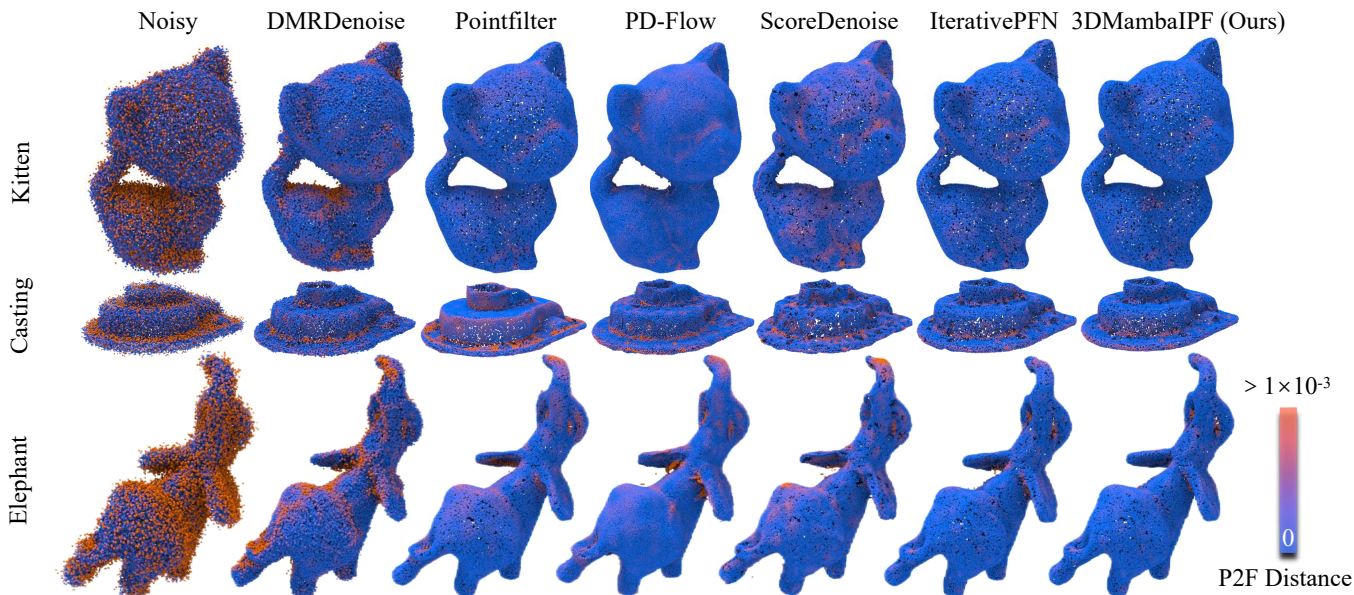 Noisy DMRDenoise Pointfilter PD-Flow ScoreDenoise IterativePFN 3DMambaIPF (Ours)
Kitten
Casting
Elephant
> 1×10⁻³
0
P2F Distance